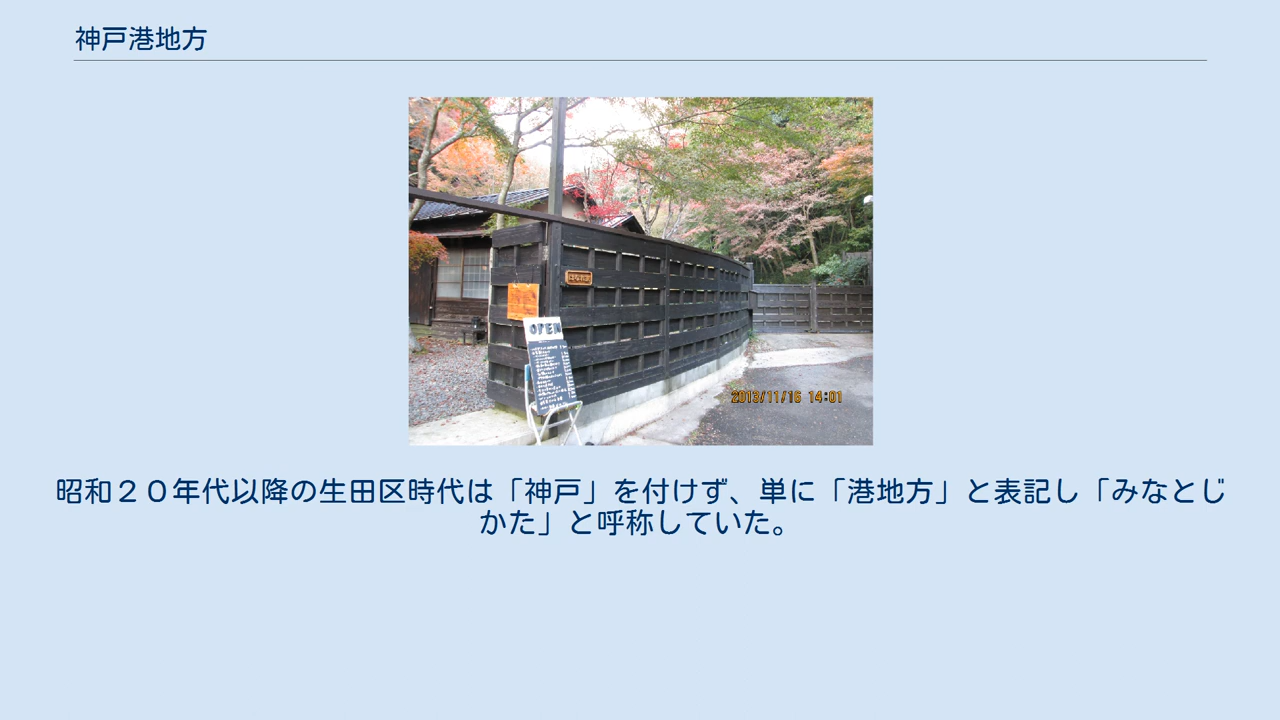 神戸港地方
OPEN
2013/11/16 14:01
昭和２０年代以降の生田区時代は「神戸」を付けず、単に「港地方」と表記し「みなとじ
かた」と呼称していた。